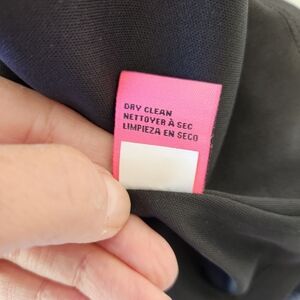 DRY CLEAN
NETTOYER À SEC
LIMPIEZA EN SECO